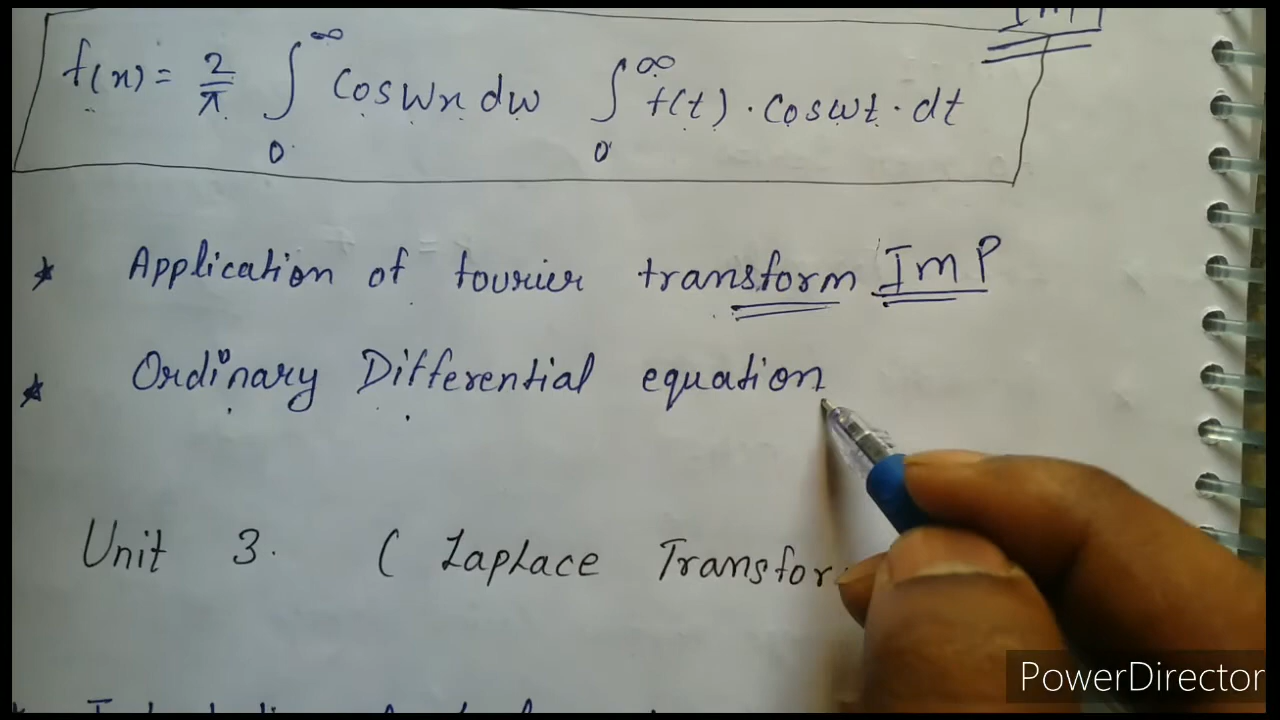 Imp
f(x) = 2/π ∫₀^∞ Cos wx dw ∫₀^∞ f(t) · Cos wt · dt
* Application of fourier transform ImP
* Ordinary Differential equation
Unit 3. ( Laplace Transfor
PowerDirector